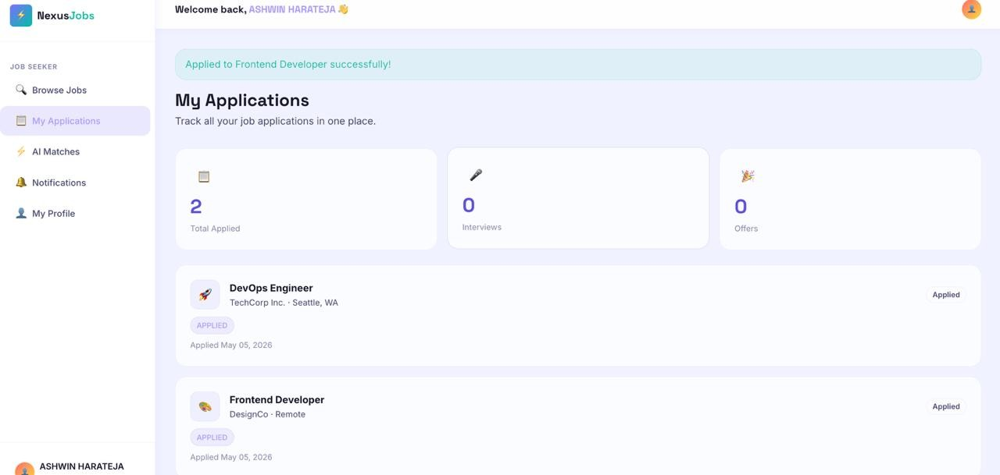 NexusJobs
JOB SEEKER
Browse Jobs
My Applications
AI Matches
Notifications
My Profile
ASHWIN HARATEJA
Welcome back, ASHWIN HARATEJA 👋
Applied to Frontend Developer successfully!
My Applications
Track all your job applications in one place.
2
Total Applied
0
Interviews
0
Offers
DevOps Engineer
TechCorp Inc. · Seattle, WA
Applied
APPLIED
Applied May 05, 2026
Frontend Developer
DesignCo · Remote
Applied
APPLIED
Applied May 05, 2026